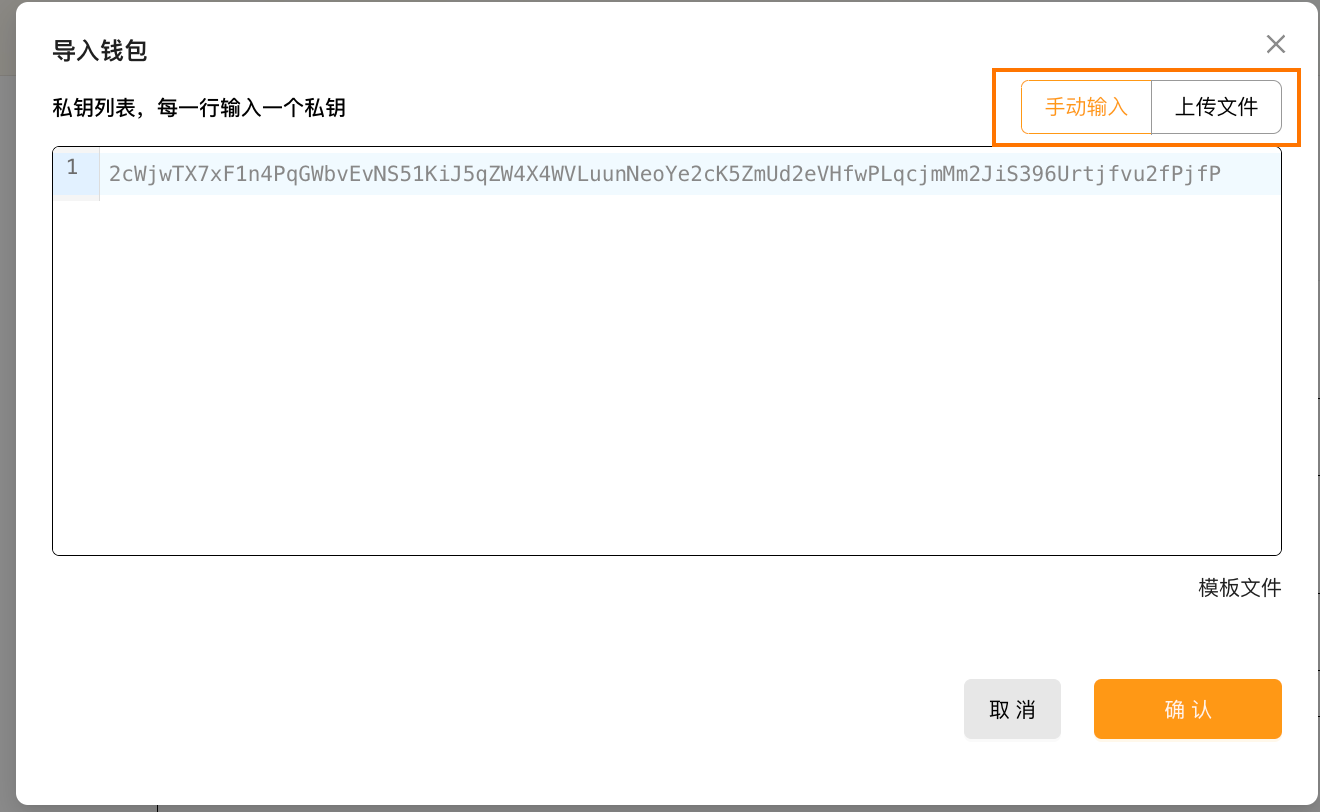 导入钱包
私钥列表，每一行输入一个私钥
手动输入
上传文件
1
2cWjwTX7xF1n4PqGWbvEvNS51KiJ5qZW4X4WVLuunNeoYe2cK5ZmUd2eVHfwPLqcjmMm2JiS396Urtjfvu2fPjfP
模板文件
取 消
确 认